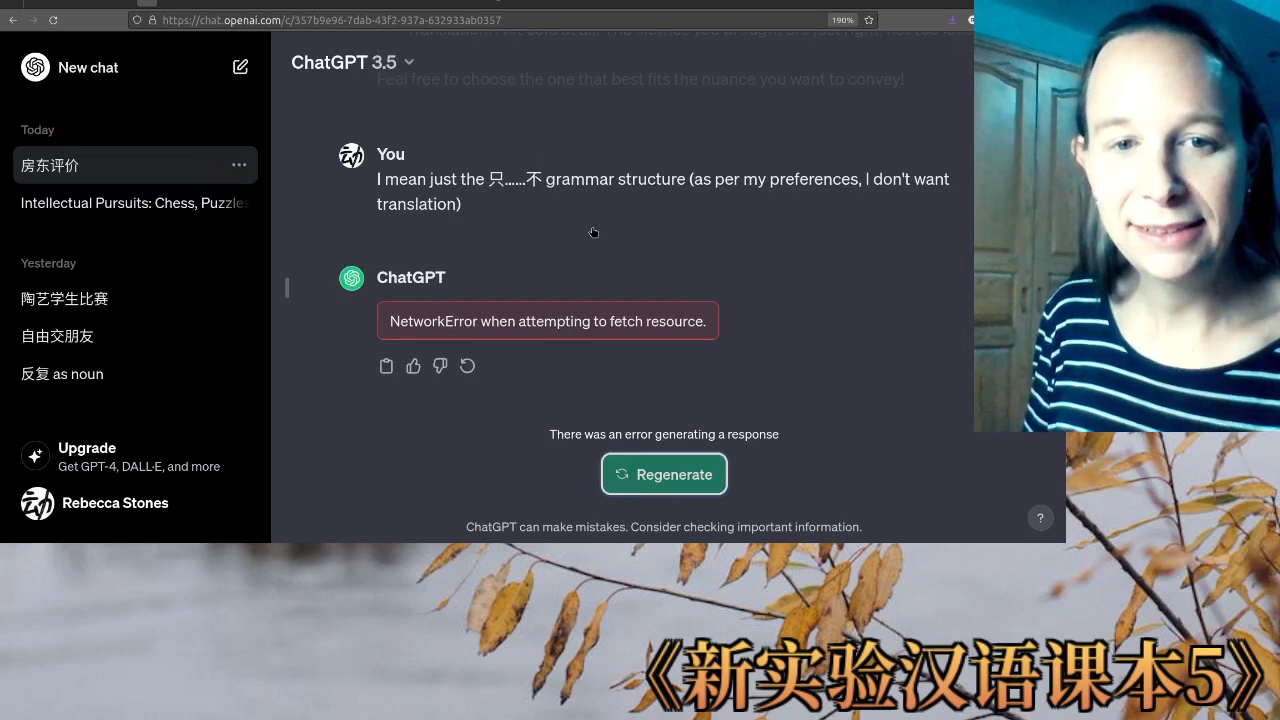 https://chat.openai.com/c/357b9e96-7dab-43f2-937a-632933ab0357
190%
New chat
Today
房东评价
Intellectual Pursuits: Chess, Puzzle
Yesterday
陶艺学生比赛
自由交朋友
反复 as noun
Upgrade
Get GPT-4, DALL·E, and more
Rebecca Stones
ChatGPT 3.5
Feel free to choose the one that best fits the nuance you want to convey!
You
I mean just the 只……不 grammar structure (as per my preferences, I don't want
translation)
ChatGPT
NetworkError when attempting to fetch resource.
There was an error generating a response
Regenerate
ChatGPT can make mistakes. Consider checking important information.
?
《新实验汉语课本5》